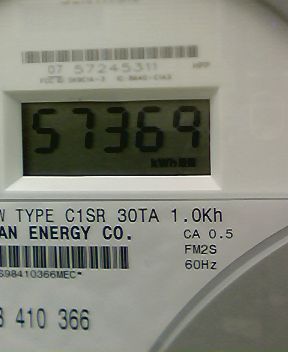 07 57245311
57369
kWh
W TYPE C1SR 30TA 1.0Kh
AN ENERGY CO.
CA 0.5
FM2S
60Hz
S98410366MEC*
8 410 366